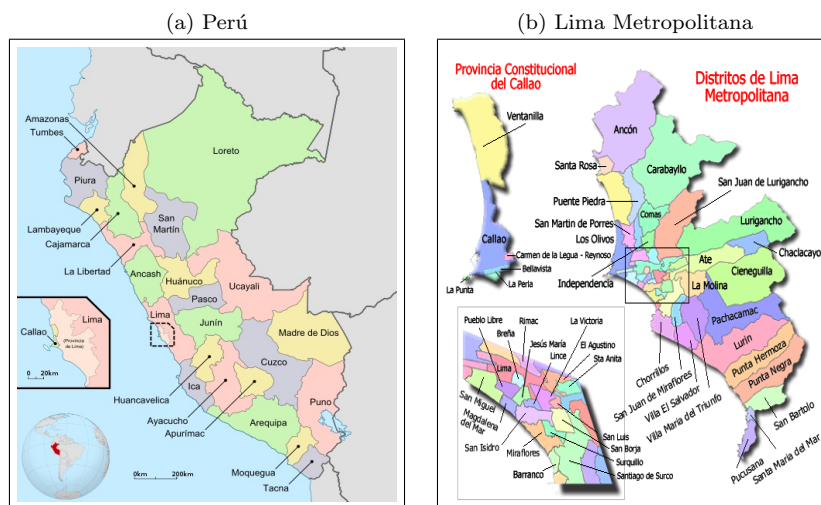 (a) Perú
(b) Lima Metropolitana
Amazonas
Tumbes
Loreto
Piura
San
Martín
Lambayeque
Cajamarca
La Libertad
Ancash
Huánuco
Ucayali
Pasco
Lima
Junín
Madre de Dios
Cuzco
Callao
Lima
(Provincia
de Lima)
0 20km
Huancavelica
Ica
Ayacucho
Apurímac
Puno
Arequipa
Moquegua
Tacna
0km 200km
Provincia Constitucional
del Callao
Ventanilla
Callao
Carmen de la Legua - Reynoso
Bellavista
La Perla
La Punta
Distritos de Lima
Metropolitana
Ancón
Santa Rosa
Carabayllo
Puente Piedra
San Juan de Lurigancho
Comas
San Martin de Porres
Los Olivos
Lurigancho
Independencia
Ate
Chaclacayo
Cieneguilla
La Molina
Pachacamac
Lurín
Punta Hermoza
Punta Negra
Chorrillos
San Juan de Miraflores
Villa El Salvador
Villa Maria del Triunfo
San Bartolo
Santa Maria del Mar
Pucusana
Pueblo Libre
Breña
Rimac
Jesús María
La Victoria
Lince
El Agustino
Sta Anita
Lima
San Miguel
Magdalena
del Mar
San Isidro
Miraflores
Barranco
San Luis
San Borja
Surquillo
Santiago de Surco